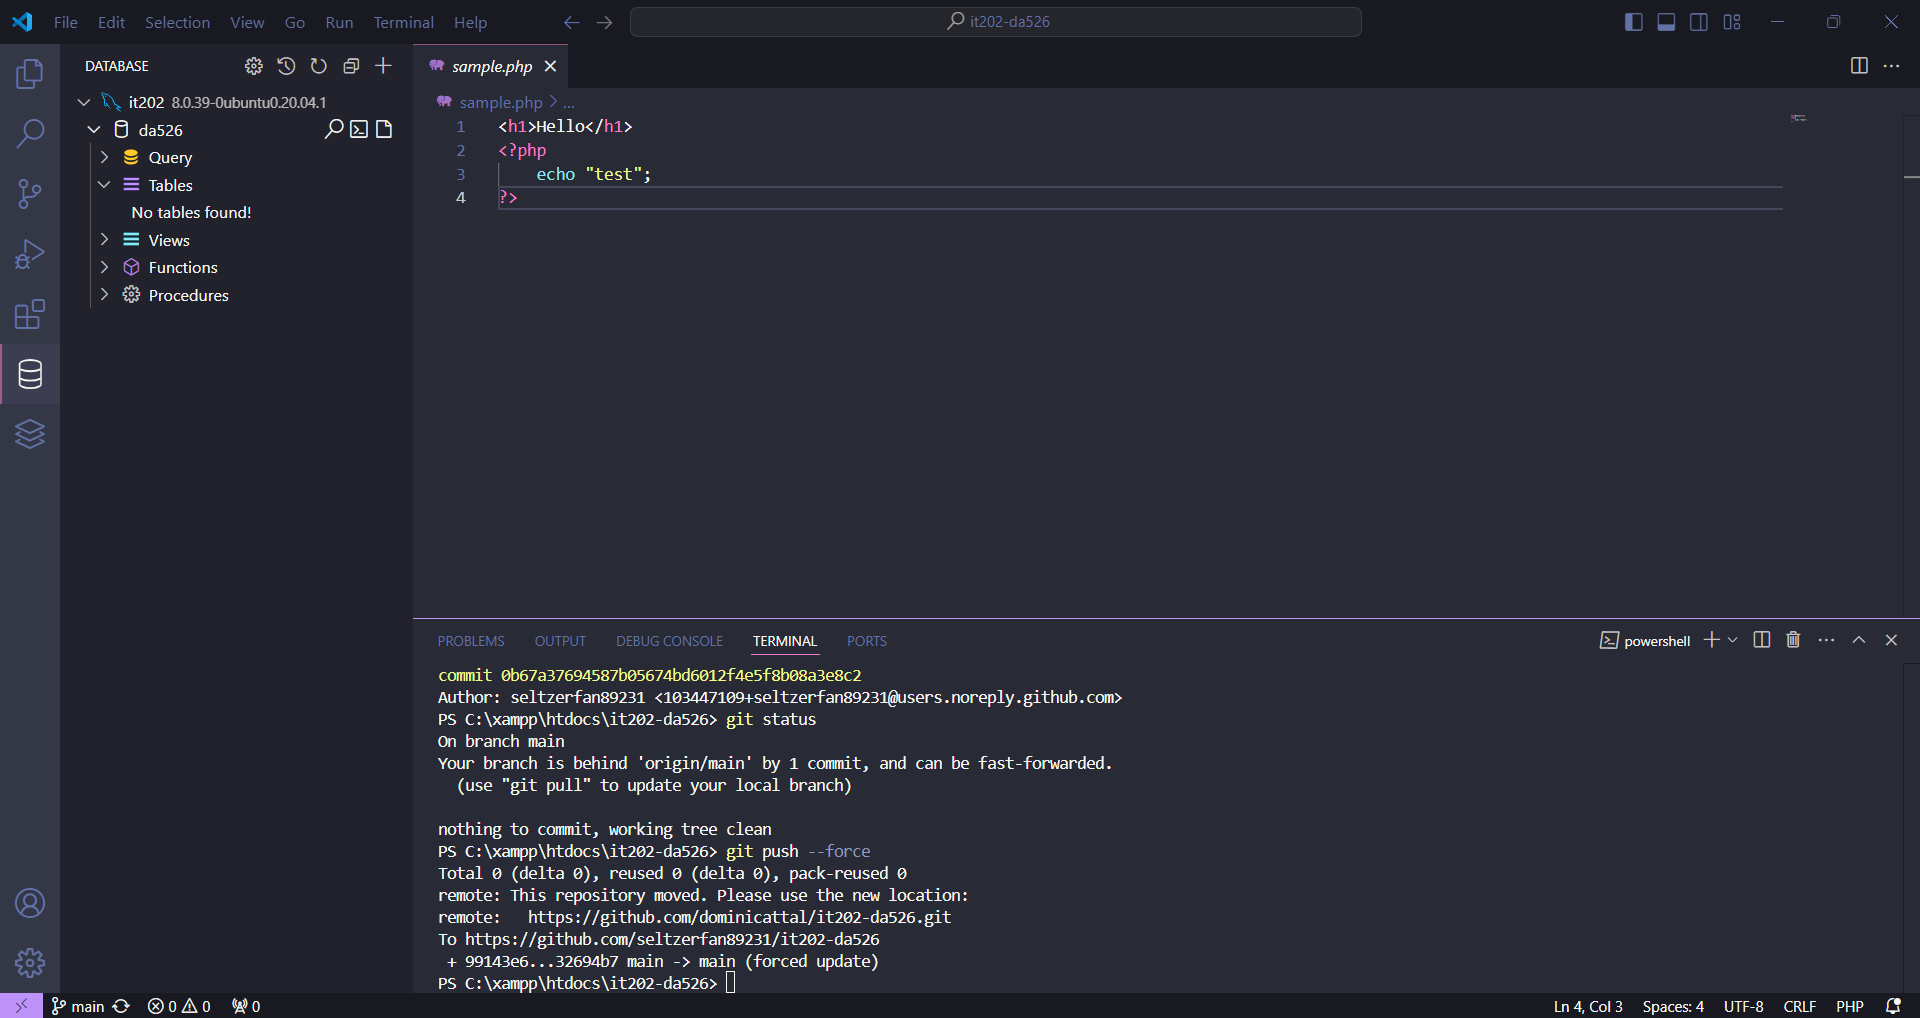 File Edit Selection View Go Run Terminal Help it202-da526
DATABASE
it202 8.0.39-0ubuntu0.20.04.1
da526
Query
Tables
No tables found!
Views
Functions
Procedures
sample.php
sample.php > ...
1 <h1>Hello</h1>
2 <?php
3 echo "test";
4 ?>
PROBLEMS OUTPUT DEBUG CONSOLE TERMINAL PORTS powershell
commit 0b67a37694587b05674bd6012f4e5f8b08a3e8c2
Author: seltzerfan89231 <103447109+seltzerfan89231@users.noreply.github.com>
PS C:\xampp\htdocs\it202-da526> git status
On branch main
Your branch is behind 'origin/main' by 1 commit, and can be fast-forwarded.
(use "git pull" to update your local branch)
nothing to commit, working tree clean
PS C:\xampp\htdocs\it202-da526> git push --force
Total 0 (delta 0), reused 0 (delta 0), pack-reused 0
remote: This repository moved. Please use the new location:
remote: https://github.com/dominicattal/it202-da526.git
To https://github.com/seltzerfan89231/it202-da526
+ 99143e6...32694b7 main -> main (forced update)
PS C:\xampp\htdocs\it202-da526>
main 0 0 0 Ln 4, Col 3 Spaces: 4 UTF-8 CRLF PHP